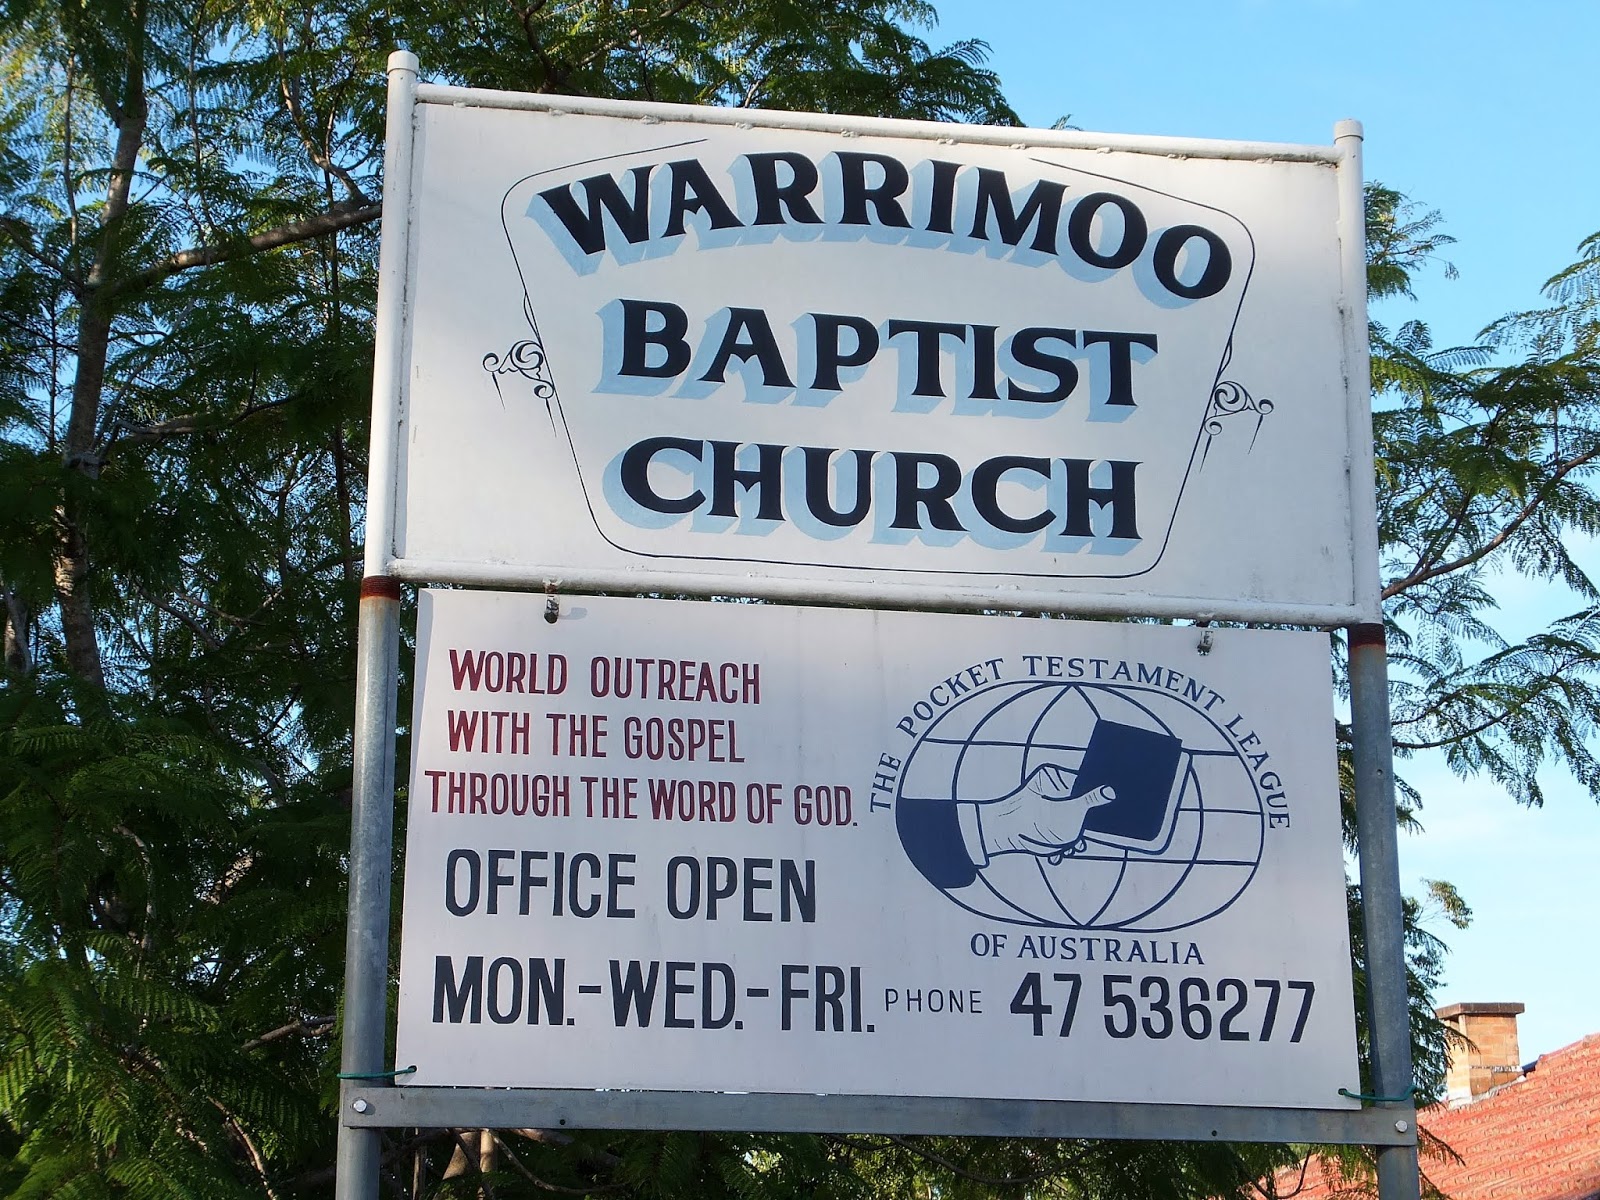 WARRIMOO
BAPTIST
CHURCH
WORLD OUTREACH
WITH THE GOSPEL
THROUGH THE WORD OF GOD.
THE POCKET TESTAMENT LEAGUE
OF AUSTRALIA
OFFICE OPEN
MON.-WED.-FRI. PHONE 47 536277